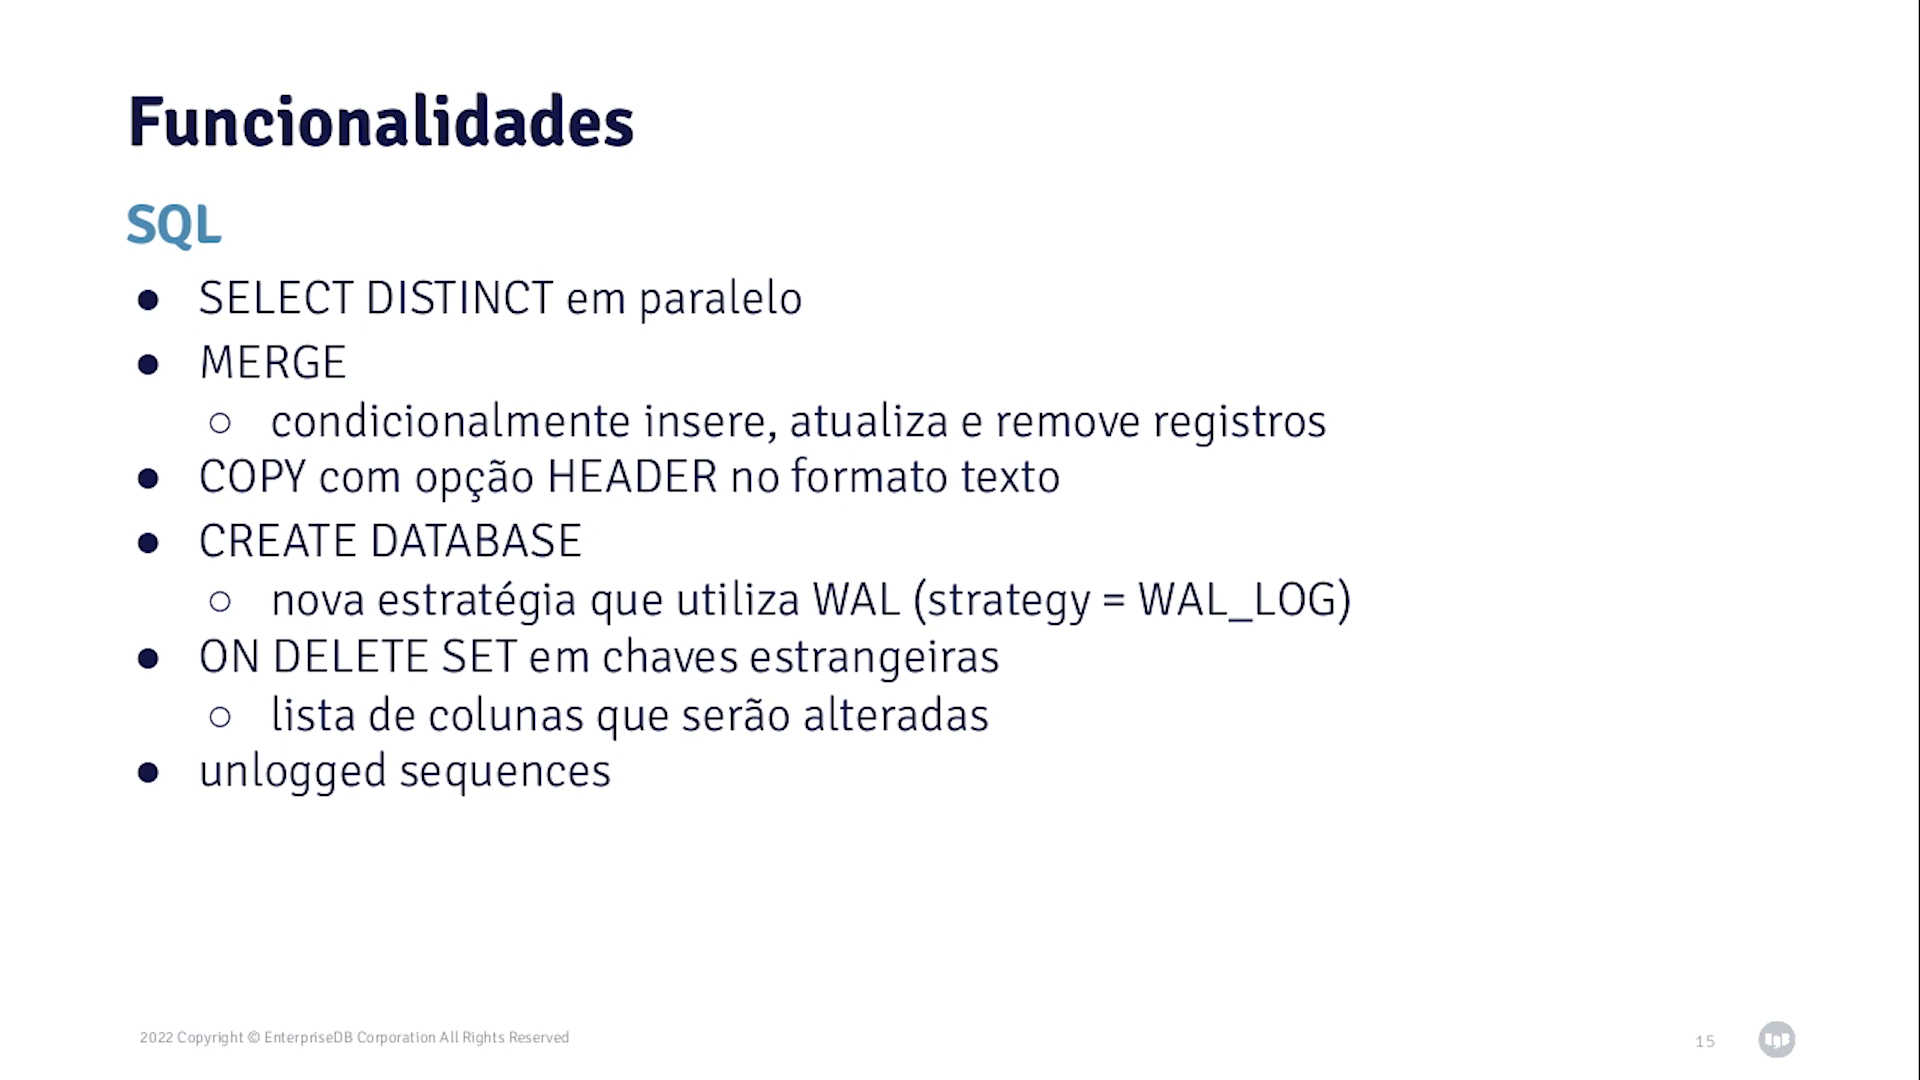 Funcionalidades
SQL
● SELECT DISTINCT em paralelo
● MERGE
○ condicionalmente insere, atualiza e remove registros
● COPY com opção HEADER no formato texto
● CREATE DATABASE
○ nova estratégia que utiliza WAL (strategy = WAL_LOG)
● ON DELETE SET em chaves estrangeiras
○ lista de colunas que serão alteradas
● unlogged sequences
2022 Copyright © EnterpriseDB Corporation All Rights Reserved
15